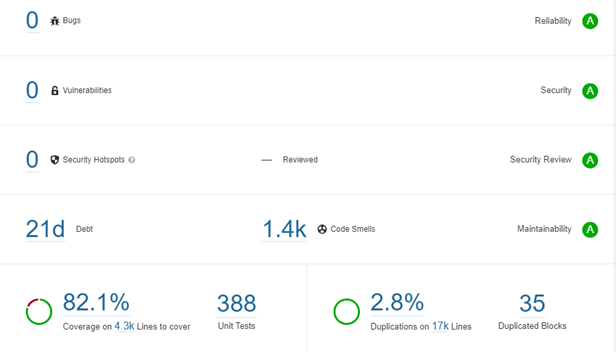 0 Bugs Reliability A
0 Vulnerabilities Security A
0 Security Hotspots ? — Reviewed Security Review A
21d Debt 1.4k Code Smells Maintainability A
82.1% 388 2.8% 35
Coverage on 4.3k Lines to cover Unit Tests Duplications on 17k Lines Duplicated Blocks